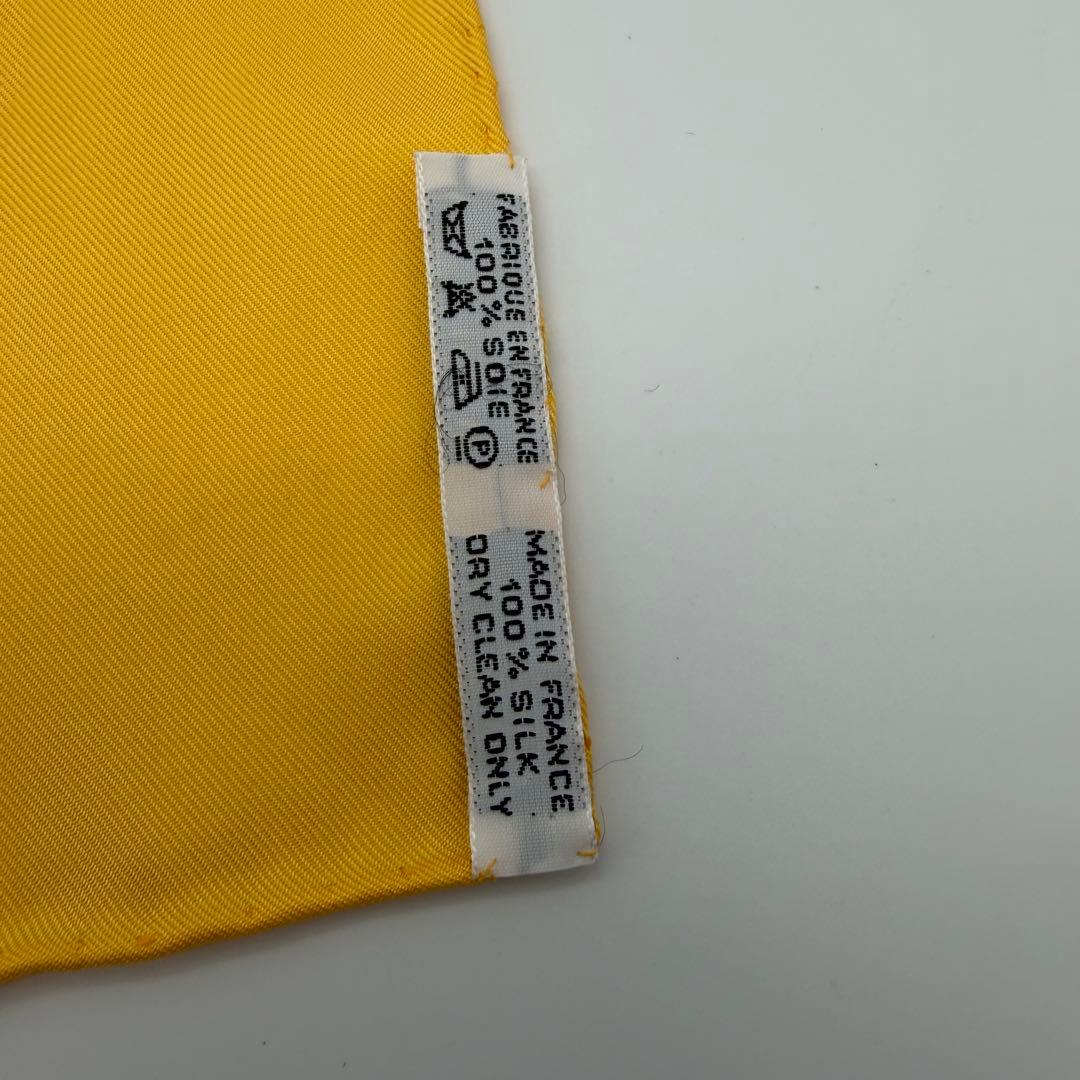 FABRIQUE EN FRANCE
100 % SOIE
P
MADE IN FRANCE
100 % SILK
DRY CLEAN ONLY